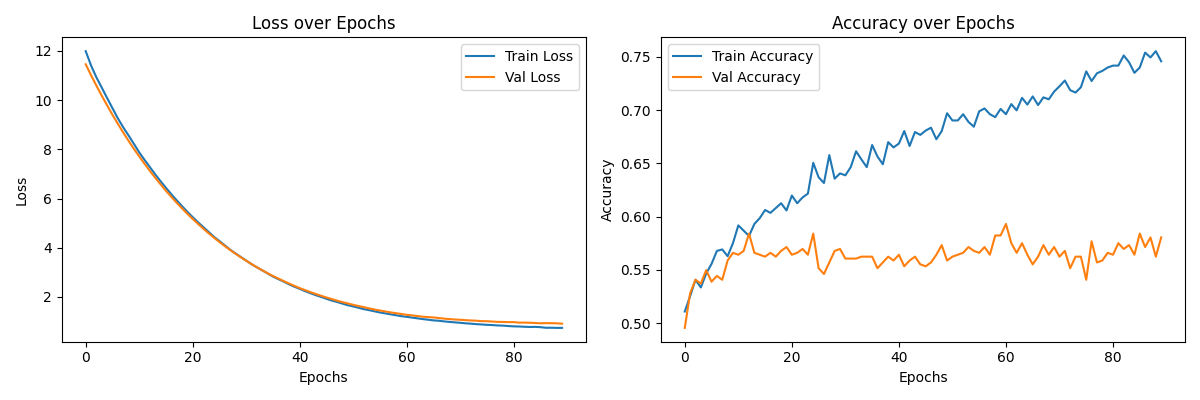 Loss over Epochs
12
10
8
6
4
2
Loss
0
20
40
60
80
Epochs
Train Loss
Val Loss
Accuracy over Epochs
0.75
0.70
0.65
0.60
0.55
0.50
Accuracy
0
20
40
60
80
Epochs
Train Accuracy
Val Accuracy